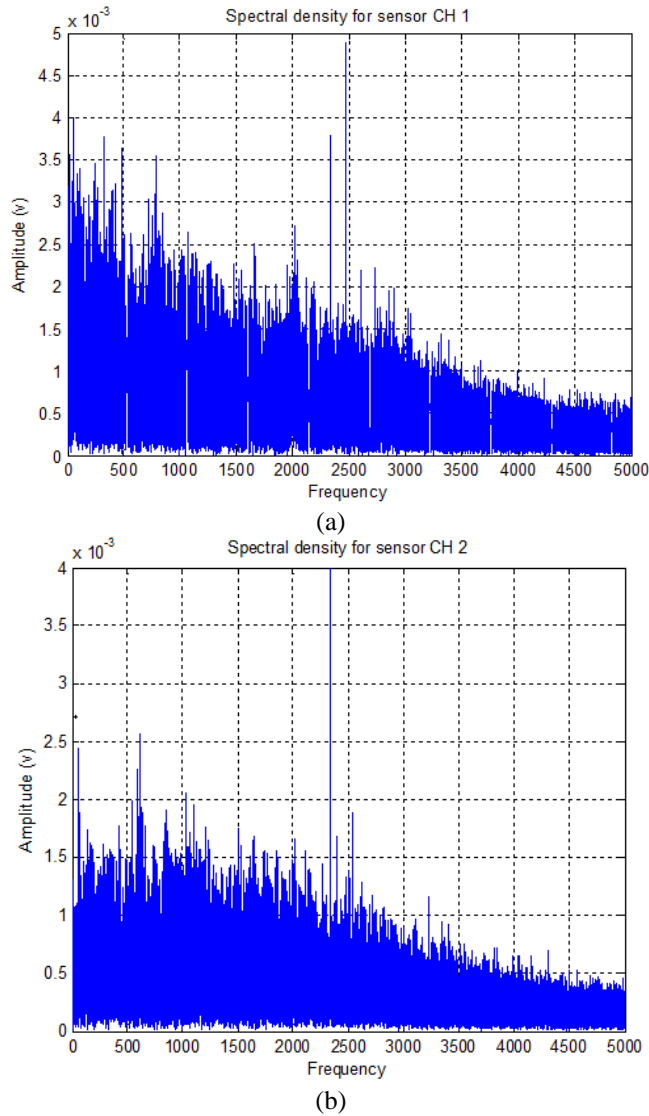 x 10-3
Spectral density for sensor CH 1
5
4.5
4
3.5
3
2.5
2
1.5
1
0.5
0
Amplitude (v)
0 500 1000 1500 2000 2500 3000 3500 4000 4500 5000
Frequency
(a)
x 10-3
Spectral density for sensor CH 2
4
3.5
3
2.5
2
1.5
1
0.5
0
Amplitude (v)
0 500 1000 1500 2000 2500 3000 3500 4000 4500 5000
Frequency
(b)